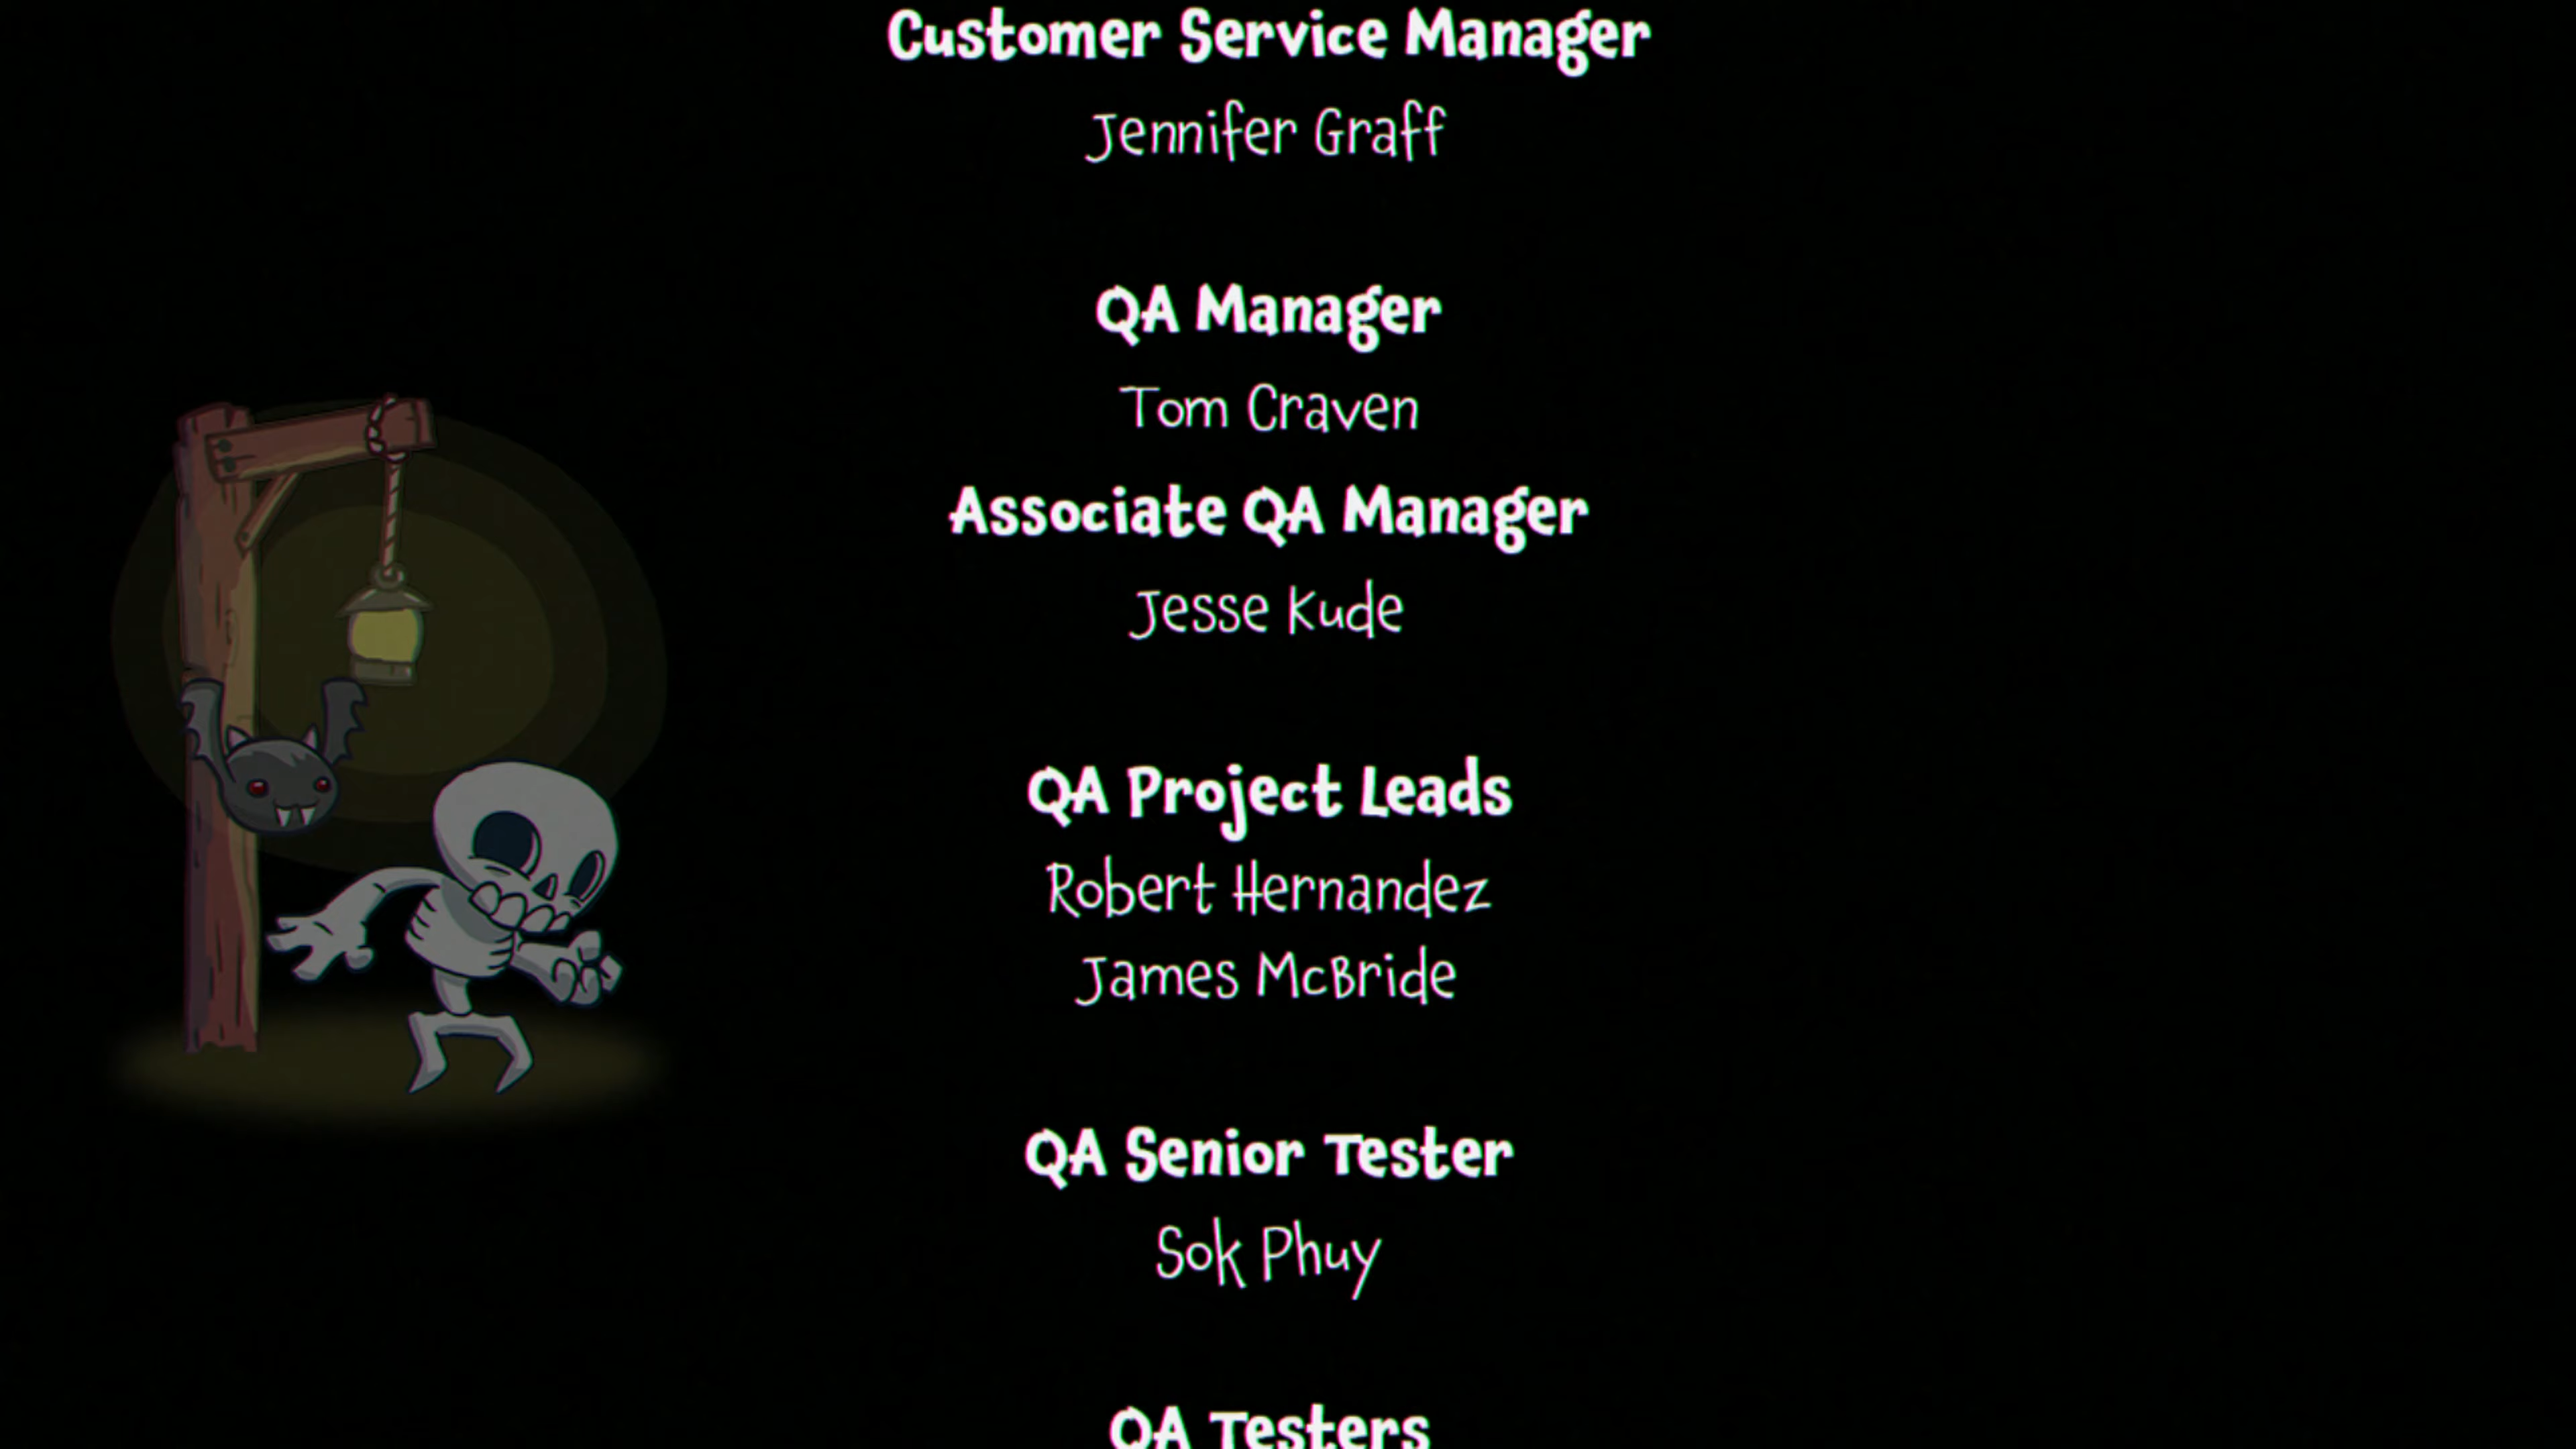 Customer Service Manager
Jennifer Graff
QA Manager
Tom Craven
Associate QA Manager
Jesse Kude
QA Project Leads
Robert Hernandez
James McBride
QA Senior Tester
Sok Phuy
QA Testers